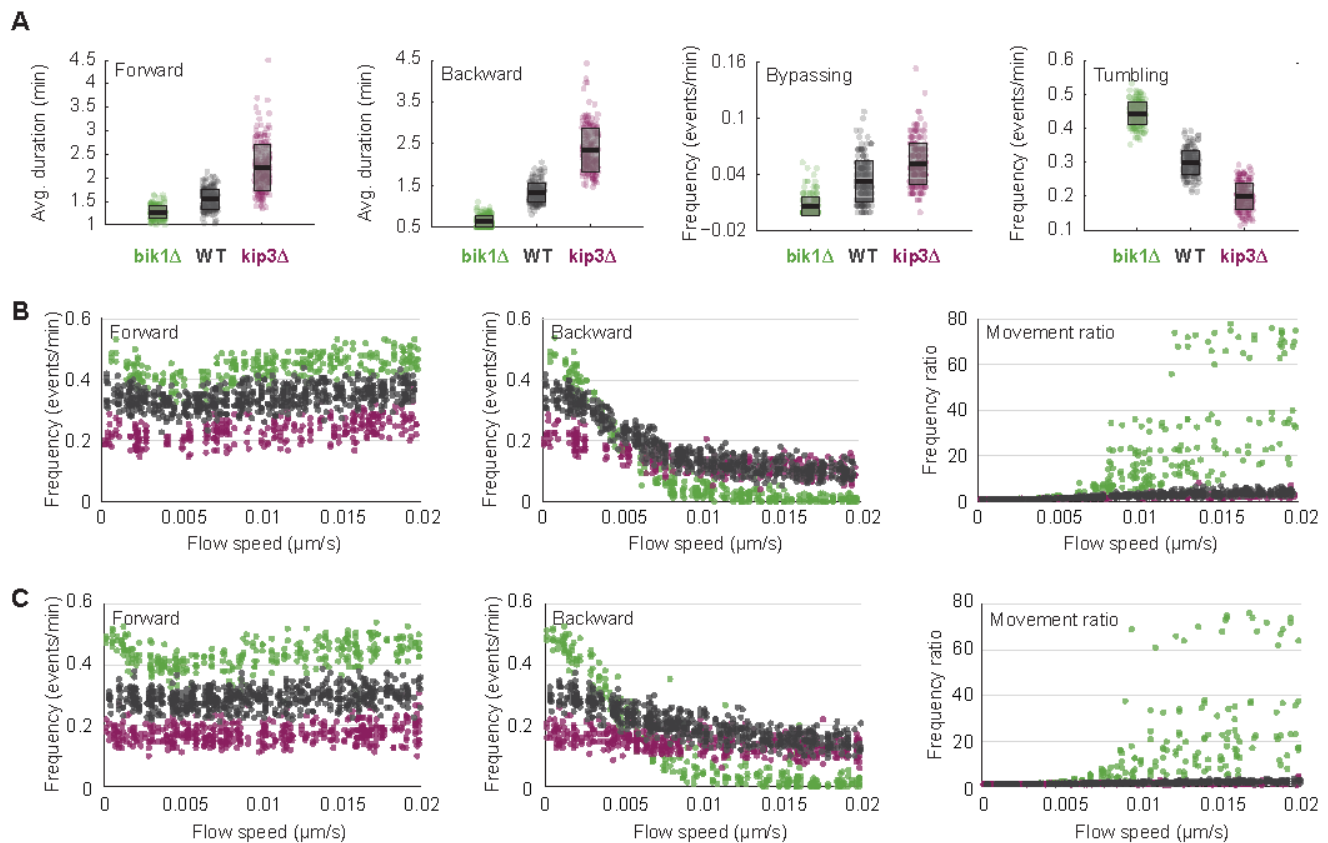 A
Forward
Avg. duration (min)
4.5
3.5
3
2.5
2
1.5
1
bik1Δ WT kip3Δ
Backward
Avg. duration (min)
4.5
3.5
2.5
1.5
0.5
bik1Δ WT kip3Δ
Bypassing
Frequency (events/min)
0.16
0.1
0.04
−0.02
bik1Δ WT kip3Δ
Tumbling
Frequency (events/min)
0.6
0.5
0.4
0.3
0.2
0.1
bik1Δ WT kip3Δ
B
Forward
Frequency (events/min)
0.6
0.4
0.2
0
0 0.005 0.01 0.015 0.02
Flow speed (µm/s)
Backward
Frequency (events/min)
0.6
0.4
0.2
0
0 0.005 0.01 0.015 0.02
Flow speed (µm/s)
Movement ratio
Frequency ratio
80
60
40
20
0
0 0.005 0.01 0.015 0.02
Flow speed (µm/s)
C
Forward
Frequency (events/min)
0.6
0.4
0.2
0
0 0.005 0.01 0.015 0.02
Flow speed (µm/s)
Backward
Frequency (events/min)
0.6
0.4
0.2
0
0 0.005 0.01 0.015 0.02
Flow speed (µm/s)
Movement ratio
Frequency ratio
80
60
40
20
0
0 0.005 0.01 0.015 0.02
Flow speed (µm/s)